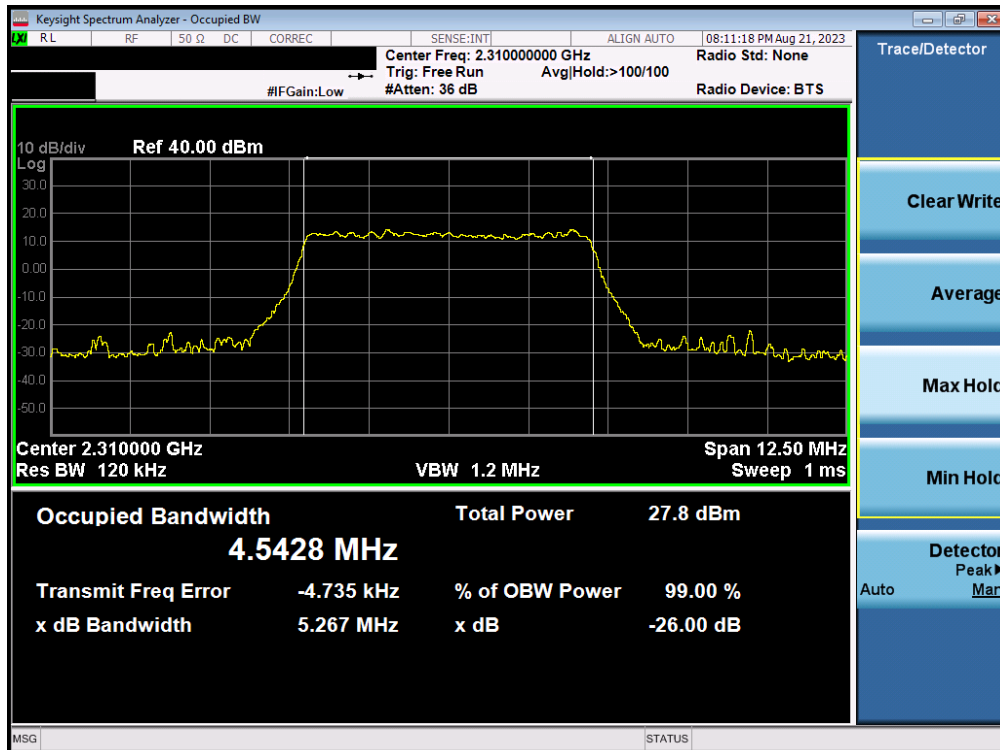 Keysight Spectrum Analyzer - Occupied BW
LXI RL RF 50 Ω DC CORREC SENSE:INT ALIGN AUTO 08:11:18 PM Aug 21, 2023
Center Freq: 2.310000000 GHz Radio Std: None
Trig: Free Run Avg|Hold:>100/100
#IFGain:Low #Atten: 36 dB Radio Device: BTS
10 dB/div Ref 40.00 dBm
Log
30.0
20.0
10.0
0.00
-10.0
-20.0
-30.0
-40.0
-50.0
Center 2.310000 GHz Span 12.50 MHz
Res BW 120 kHz VBW 1.2 MHz Sweep 1 ms
Occupied Bandwidth Total Power 27.8 dBm
4.5428 MHz
Transmit Freq Error -4.735 kHz % of OBW Power 99.00 %
x dB Bandwidth 5.267 MHz x dB -26.00 dB
MSG STATUS
Trace/Detector
Clear Write
Average
Max Hold
Min Hold
Detector
Peak▶
Auto Man